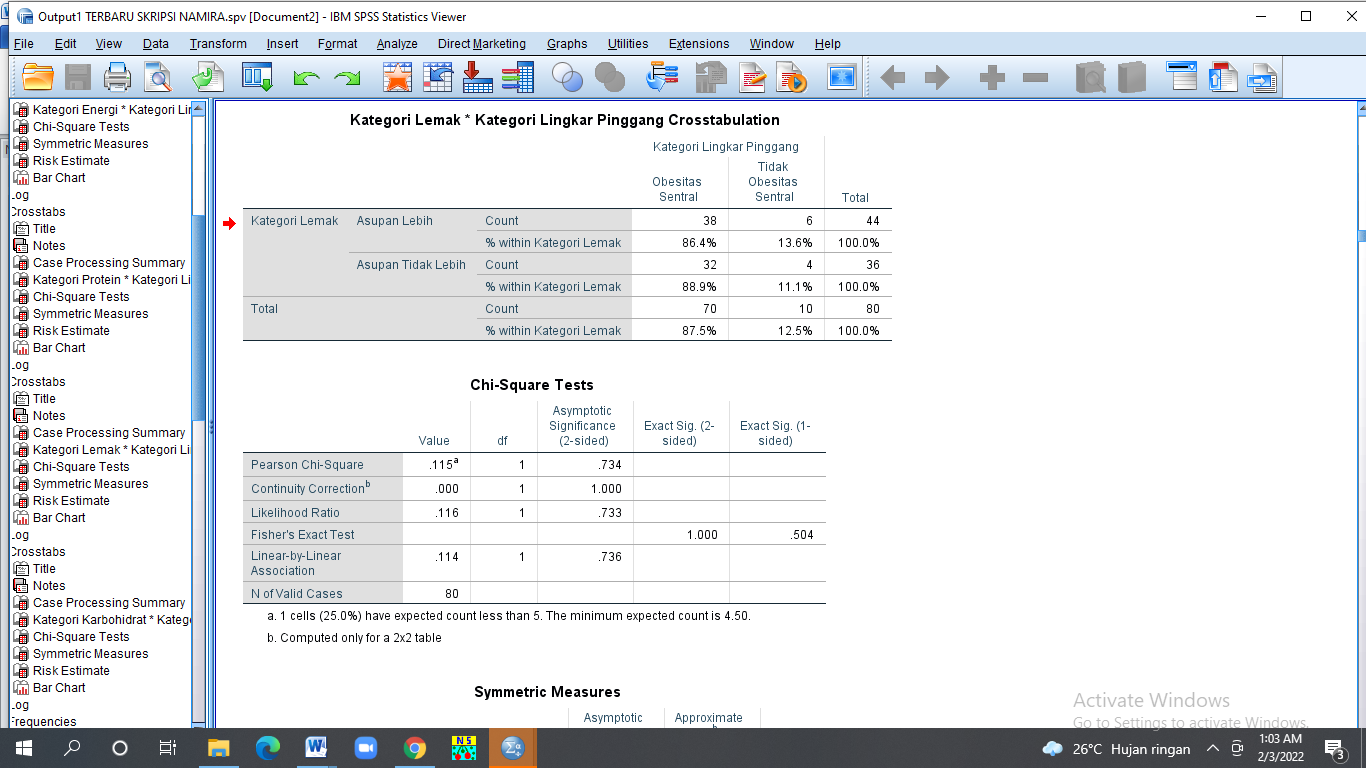 Output1 TERBARU SKRIPSI NAMIRA.spv [Document2] - IBM SPSS Statistics Viewer
File Edit View Data Transform Insert Format Analyze Direct Marketing Graphs Utilities Extensions Window Help
Kategori Energi * Kategori Lin
Chi-Square Tests
Symmetric Measures
Risk Estimate
Bar Chart
Log
Crosstabs
Title
Notes
Case Processing Summary
Kategori Protein * Kategori Li
Chi-Square Tests
Symmetric Measures
Risk Estimate
Bar Chart
Log
Crosstabs
Title
Notes
Case Processing Summary
Kategori Lemak * Kategori Li
Chi-Square Tests
Symmetric Measures
Risk Estimate
Bar Chart
Log
Crosstabs
Title
Notes
Case Processing Summary
Kategori Karbohidrat * Katego
Chi-Square Tests
Symmetric Measures
Risk Estimate
Bar Chart
Log
Frequencies
Kategori Lemak * Kategori Lingkar Pinggang Crosstabulation
Kategori Lingkar Pinggang
Obesitas Sentral Tidak Obesitas Sentral Total
Kategori Lemak Asupan Lebih Count 38 6 44
% within Kategori Lemak 86.4% 13.6% 100.0%
Asupan Tidak Lebih Count 32 4 36
% within Kategori Lemak 88.9% 11.1% 100.0%
Total Count 70 10 80
% within Kategori Lemak 87.5% 12.5% 100.0%
Chi-Square Tests
Value df Asymptotic Significance (2-sided) Exact Sig. (2-sided) Exact Sig. (1-sided)
Pearson Chi-Square .115a 1 .734
Continuity Correctionb .000 1 1.000
Likelihood Ratio .116 1 .733
Fisher's Exact Test 1.000 .504
Linear-by-Linear Association .114 1 .736
N of Valid Cases 80
a. 1 cells (25.0%) have expected count less than 5. The minimum expected count is 4.50.
b. Computed only for a 2x2 table
Symmetric Measures
Asymptotic Approximate
Activate Windows
Go to Settings to activate Windows.
N 5
26°C Hujan ringan
1:03 AM
2/3/2022
3